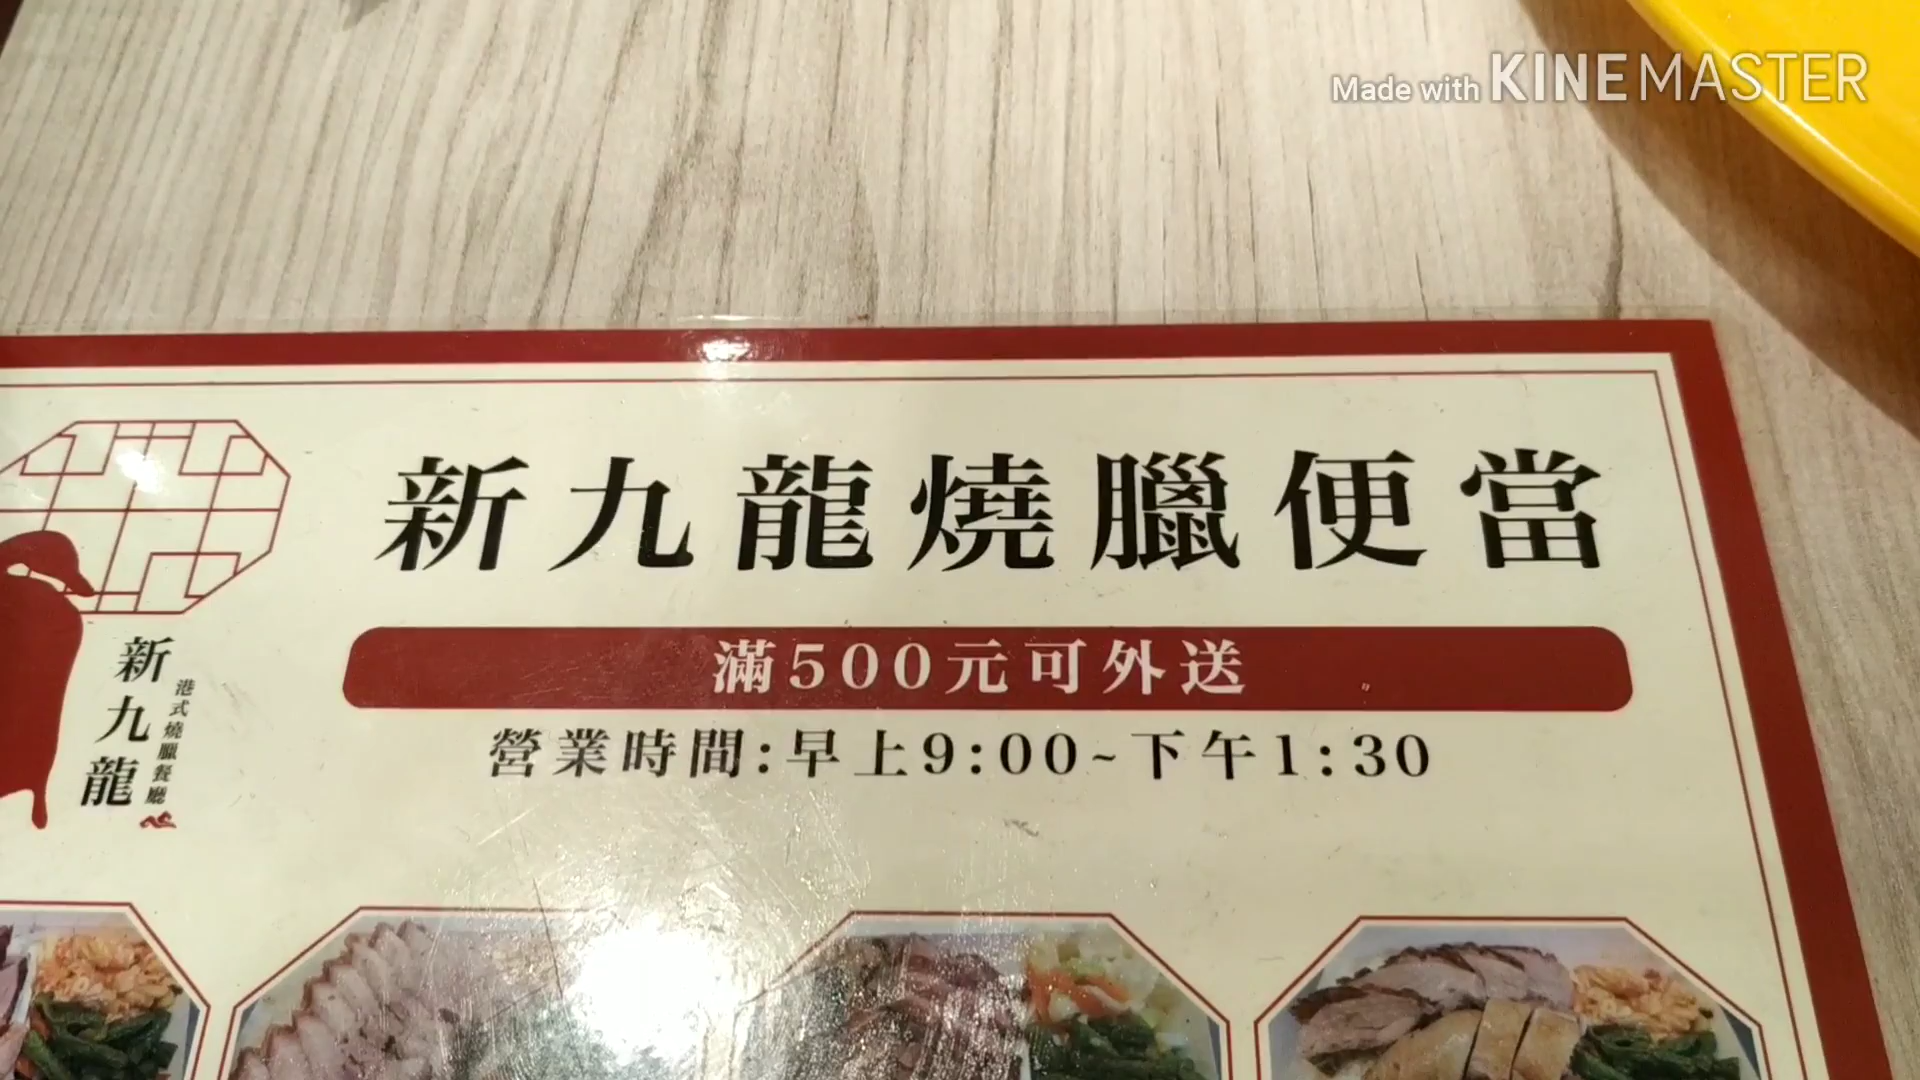 Made with KINEMASTER
新九龍燒臘便當
滿500元可外送
營業時間:早上9:00~下午1:30
新九龍
港式燒臘餐廳